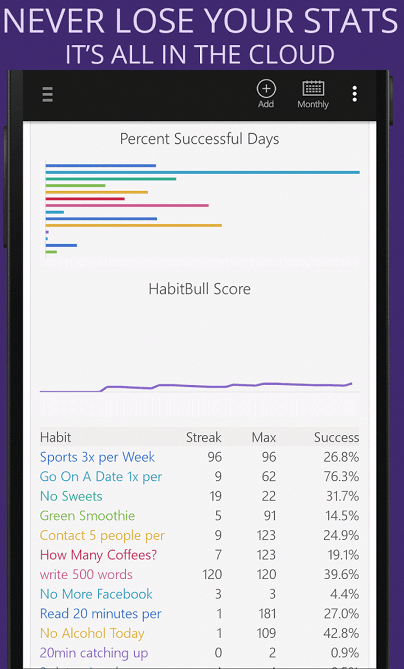 NEVER LOSE YOUR STATS
IT'S ALL IN THE CLOUD
Add Monthly
Percent Successful Days
HabitBull Score
Habit Streak Max Success
Sports 3x per Week 96 96 26.8%
Go On A Date 1x per 9 62 76.3%
No Sweets 19 22 31.7%
Green Smoothie 5 91 14.5%
Contact 5 people per 9 123 24.9%
How Many Coffees? 7 123 19.1%
write 500 words 120 120 39.6%
No More Facebook 3 3 4.4%
Read 20 minutes per 1 181 27.0%
No Alcohol Today 1 109 42.8%
20min catching up 0 2 0.9%